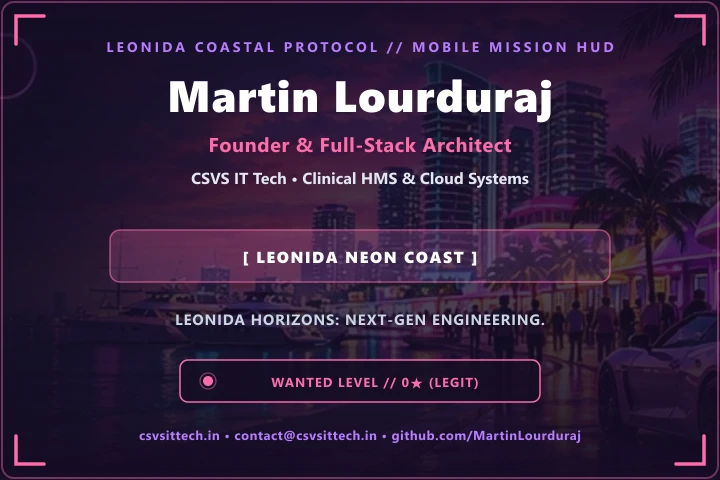 LEONIDA COASTAL PROTOCOL // MOBILE MISSION HUD
Martin Lourduraj
Founder & Full-Stack Architect
CSVS IT Tech • Clinical HMS & Cloud Systems
[ LEONIDA NEON COAST ]
LEONIDA HORIZONS: NEXT-GEN ENGINEERING.
WANTED LEVEL // 0★ (LEGIT)
csvsittech.in • contact@csvsittech.in • github.com/MartinLourduraj